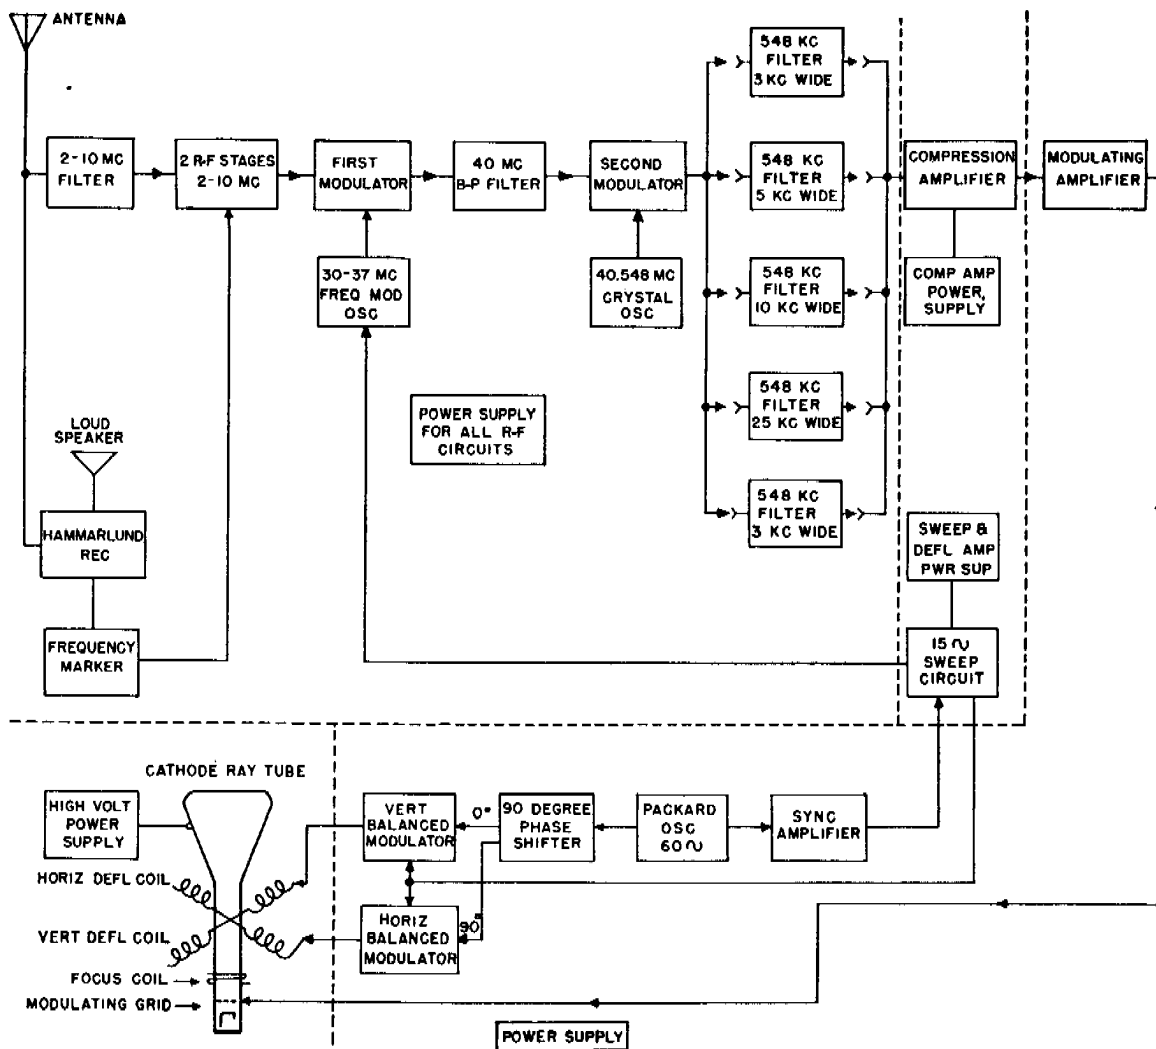 ANTENNA
2-10 MC
FILTER
2 R-F STAGES
2-10 MC
FIRST
MODULATOR
40 MC
B-P FILTER
SECOND
MODULATOR
548 KC
FILTER
3 KC WIDE
548 KC
FILTER
5 KC WIDE
548 KC
FILTER
10 KC WIDE
548 KC
FILTER
25 KC WIDE
548 KC
FILTER
3 KC WIDE
COMPRESSION
AMPLIFIER
MODULATING
AMPLIFIER
30-37 MC
FREQ MOD
OSC
40.548 MC
CRYSTAL
OSC
COMP AMP
POWER,
SUPPLY
POWER SUPPLY
FOR ALL R-F
CIRCUITS
LOUD
SPEAKER
HAMMARLUND
REC
FREQUENCY
MARKER
SWEEP &
DEFL AMP
PWR SUP
15∿
SWEEP
CIRCUIT
CATHODE RAY TUBE
HIGH VOLT
POWER
SUPPLY
HORIZ DEFL COIL
VERT DEFL COIL
FOCUS COIL
MODULATING GRID
VERT
BALANCED
MODULATOR
0°
90 DEGREE
PHASE
SHIFTER
PACKARD
OSC
60∿
SYNC
AMPLIFIER
HORIZ
BALANCED
MODULATOR
90°
POWER SUPPLY